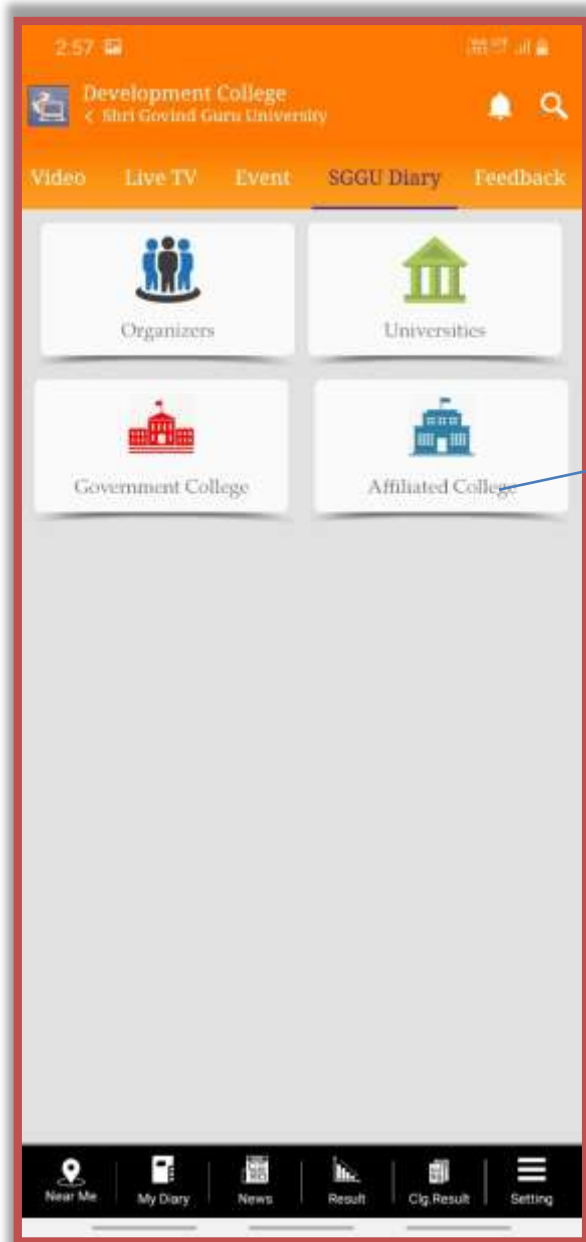 2:57
Development College
< Shri Govind Guru University
Video Live TV Event SGGU Diary Feedback
Organizers Universities
Government College Affiliated College
Near Me My Diary News Result Clg.Result Setting